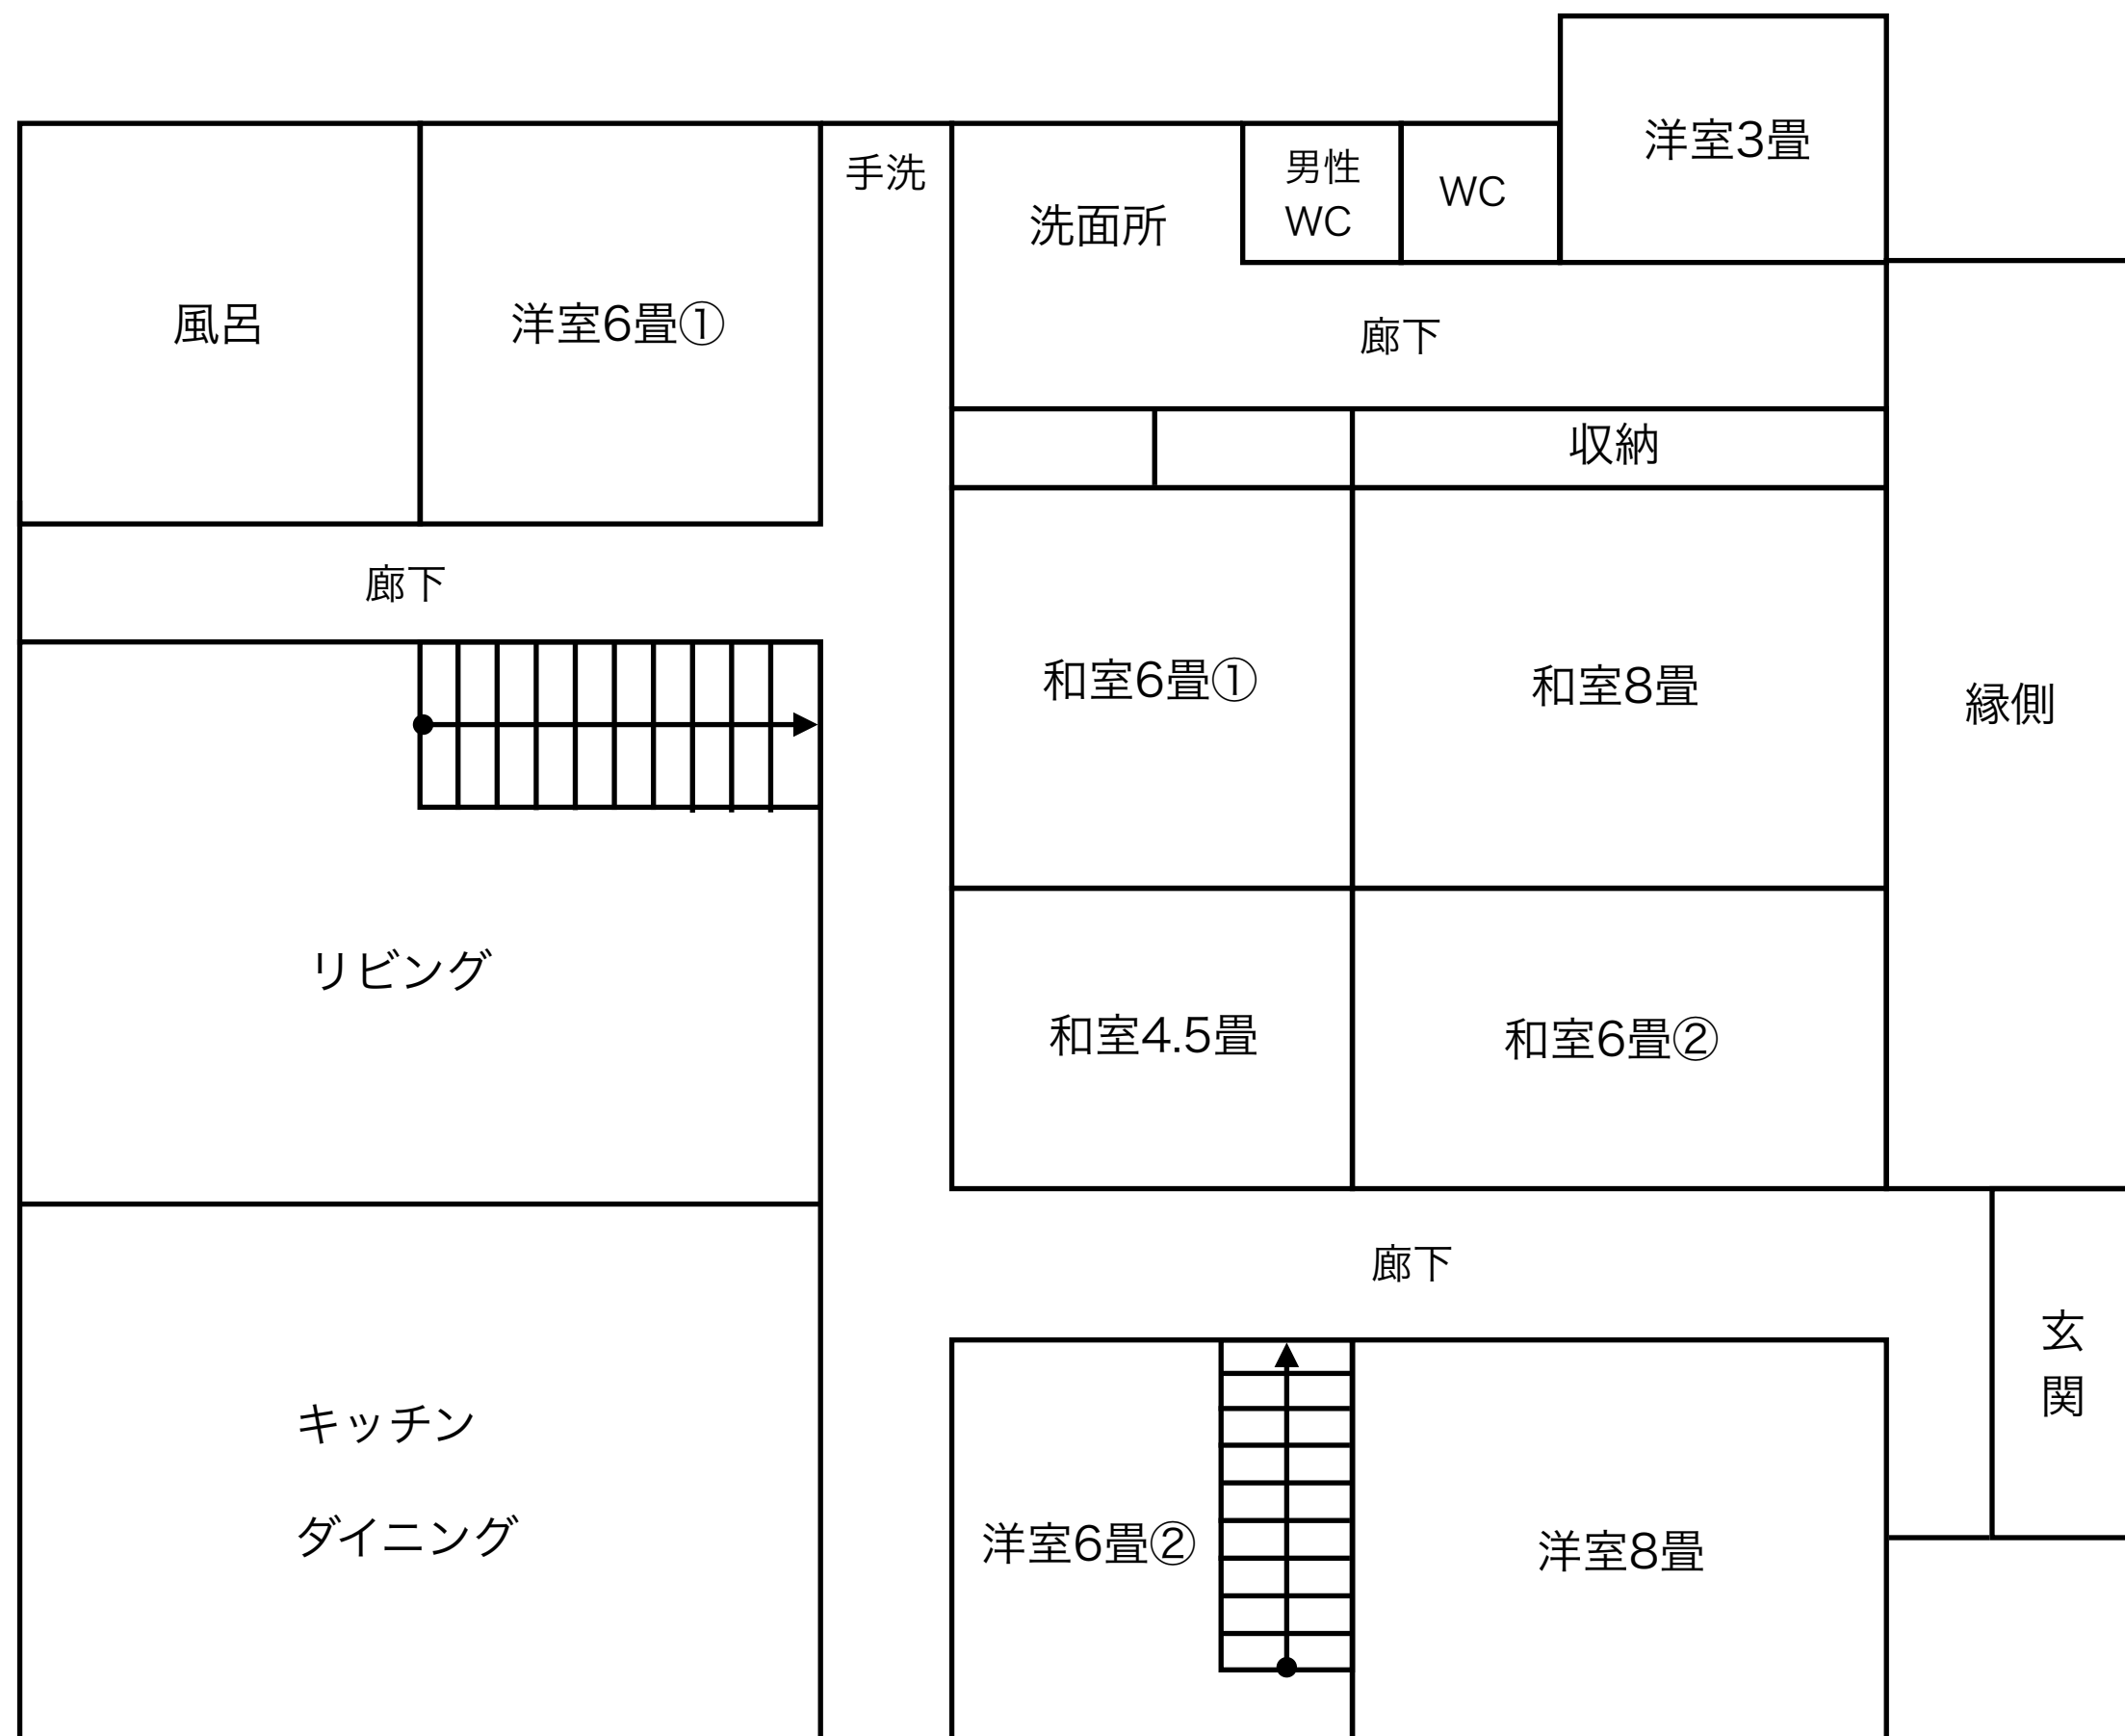 洋室3畳
手洗
男性
WC
WC
洗面所
風呂
洋室6畳①
廊下
収納
廊下
和室6畳①
和室8畳
縁側
リビング
和室4.5畳
和室6畳②
廊下
玄
関
キッチン
ダイニング
洋室6畳②
洋室8畳